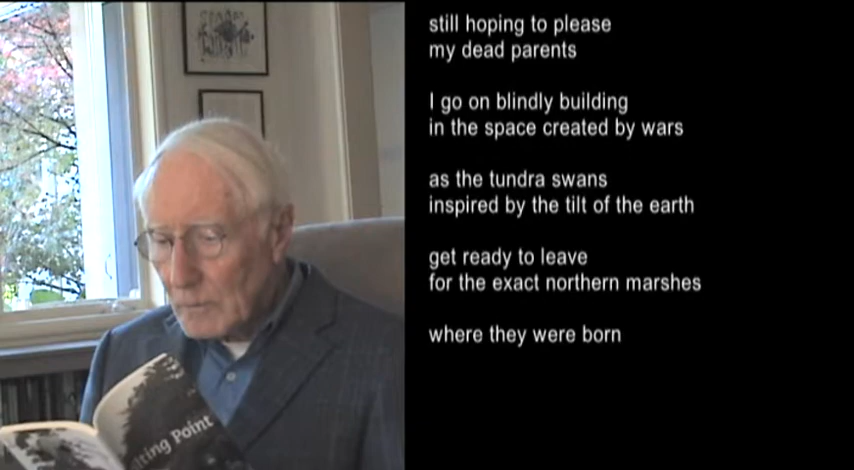 still hoping to please
my dead parents
I go on blindly building
in the space created by wars
as the tundra swans
inspired by the tilt of the earth
get ready to leave
for the exact northern marshes
where they were born
ilting Point